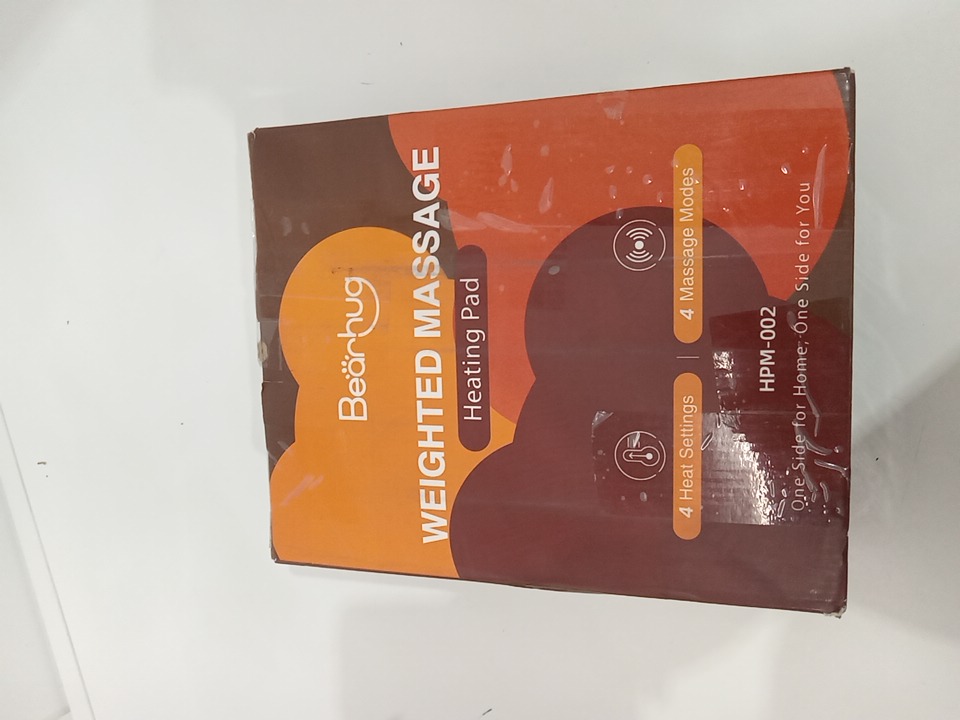 Beärhug
WEIGHTED MASSAGE
Heating Pad
4 Heat Settings | 4 Massage Modes
HPM-002
One Side for Home, One Side for You